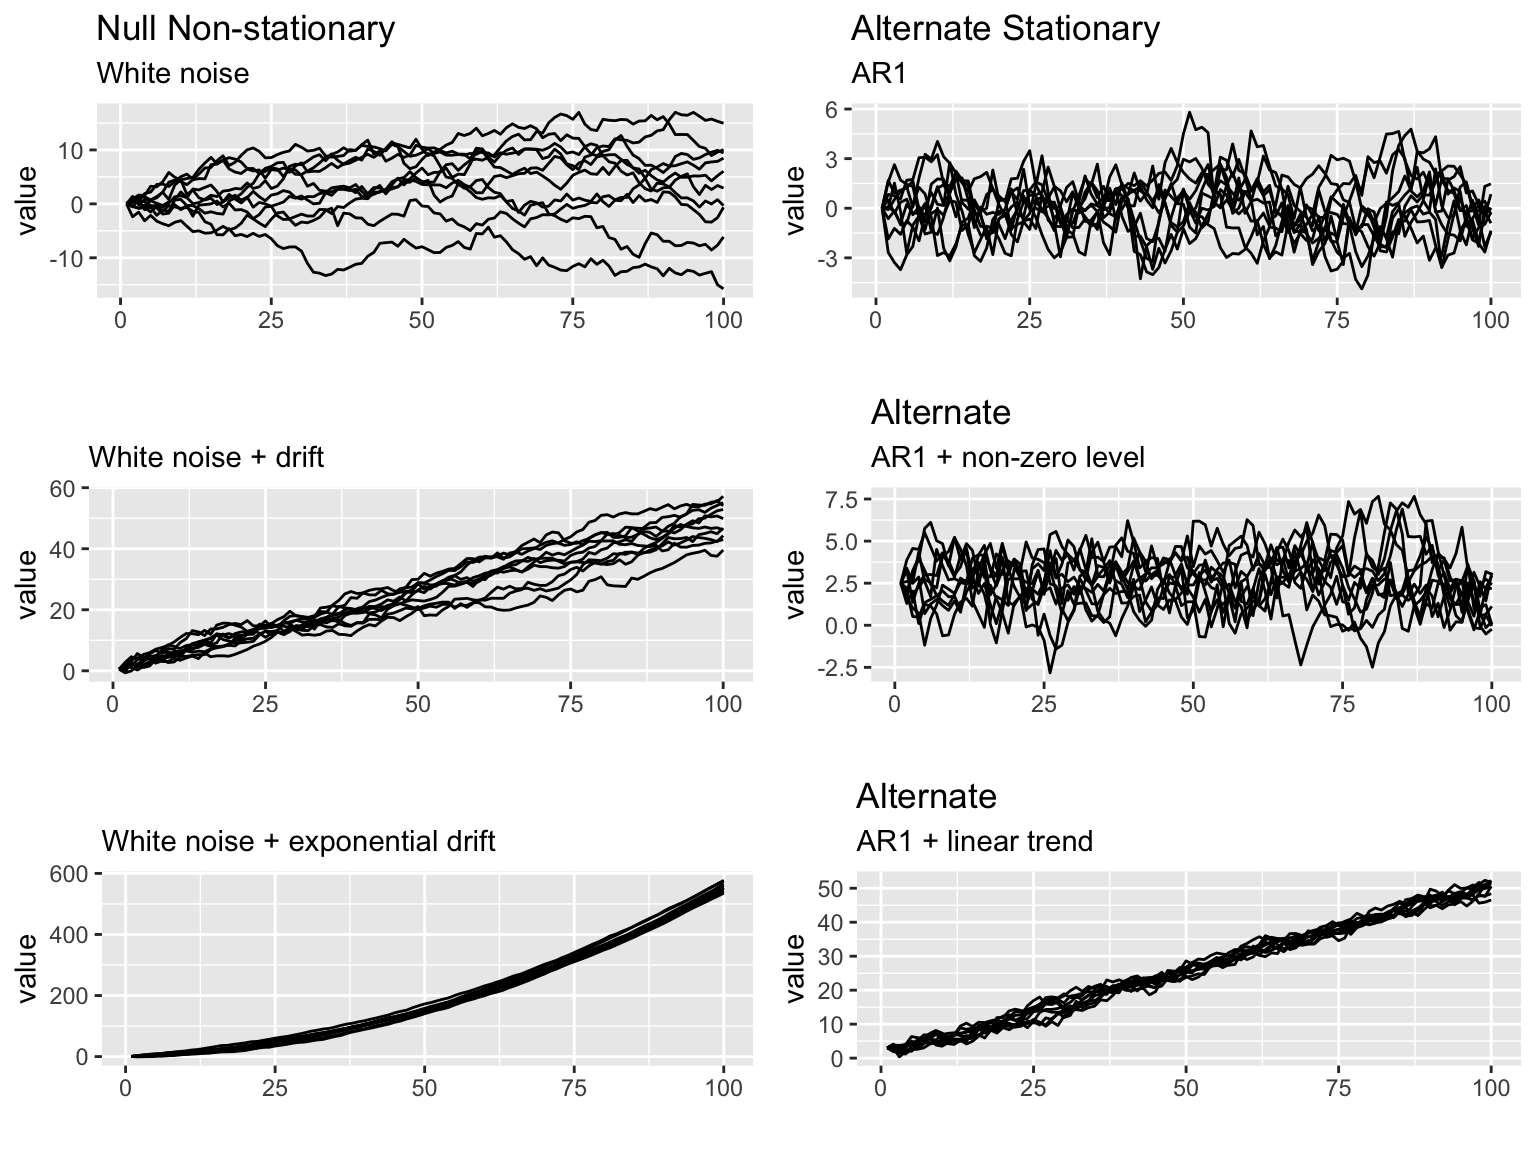 Null Non-stationary
White noise
value
10
0
-10
0 25 50 75 100
Alternate Stationary
AR1
value
6
3
0
-3
0 25 50 75 100
White noise + drift
value
60
40
20
0
0 25 50 75 100
Alternate
AR1 + non-zero level
value
7.5
5.0
2.5
0.0
-2.5
0 25 50 75 100
White noise + exponential drift
value
600
400
200
0
0 25 50 75 100
Alternate
AR1 + linear trend
value
50
40
30
20
10
0
0 25 50 75 100